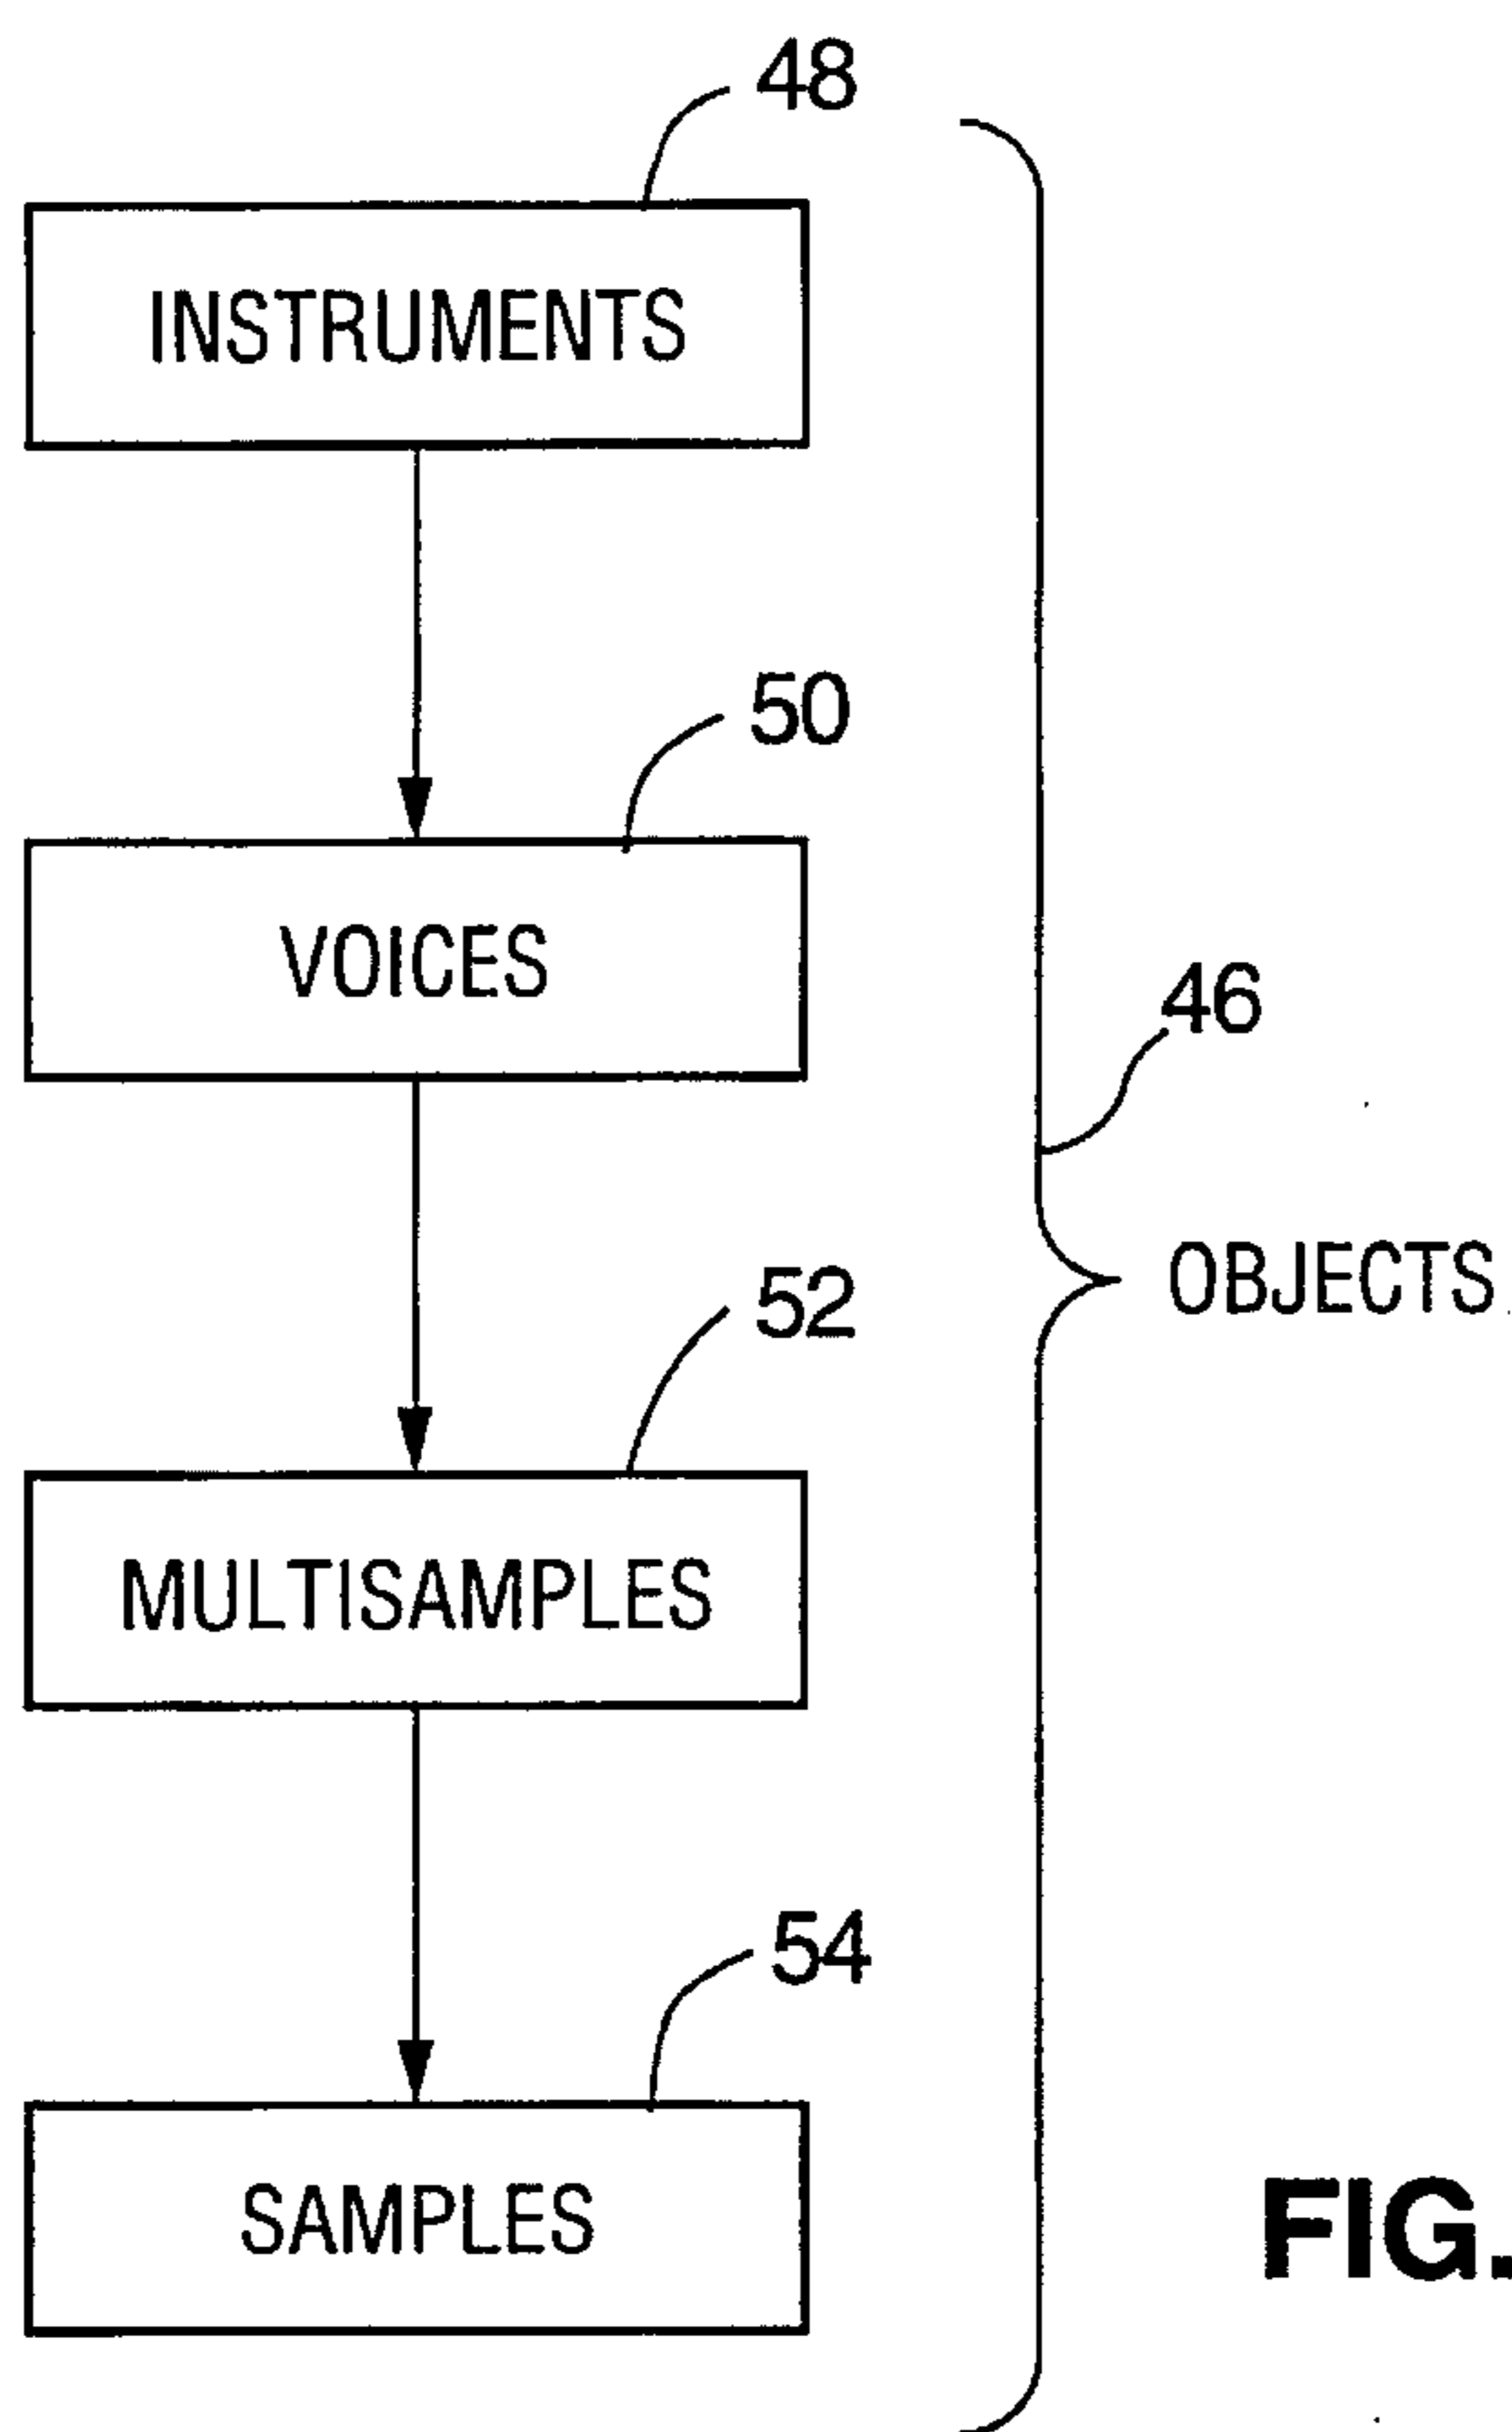 48
INSTRUMENTS
50
VOICES
46
OBJECTS
52
MULTISAMPLES
54
SAMPLES
FIG.